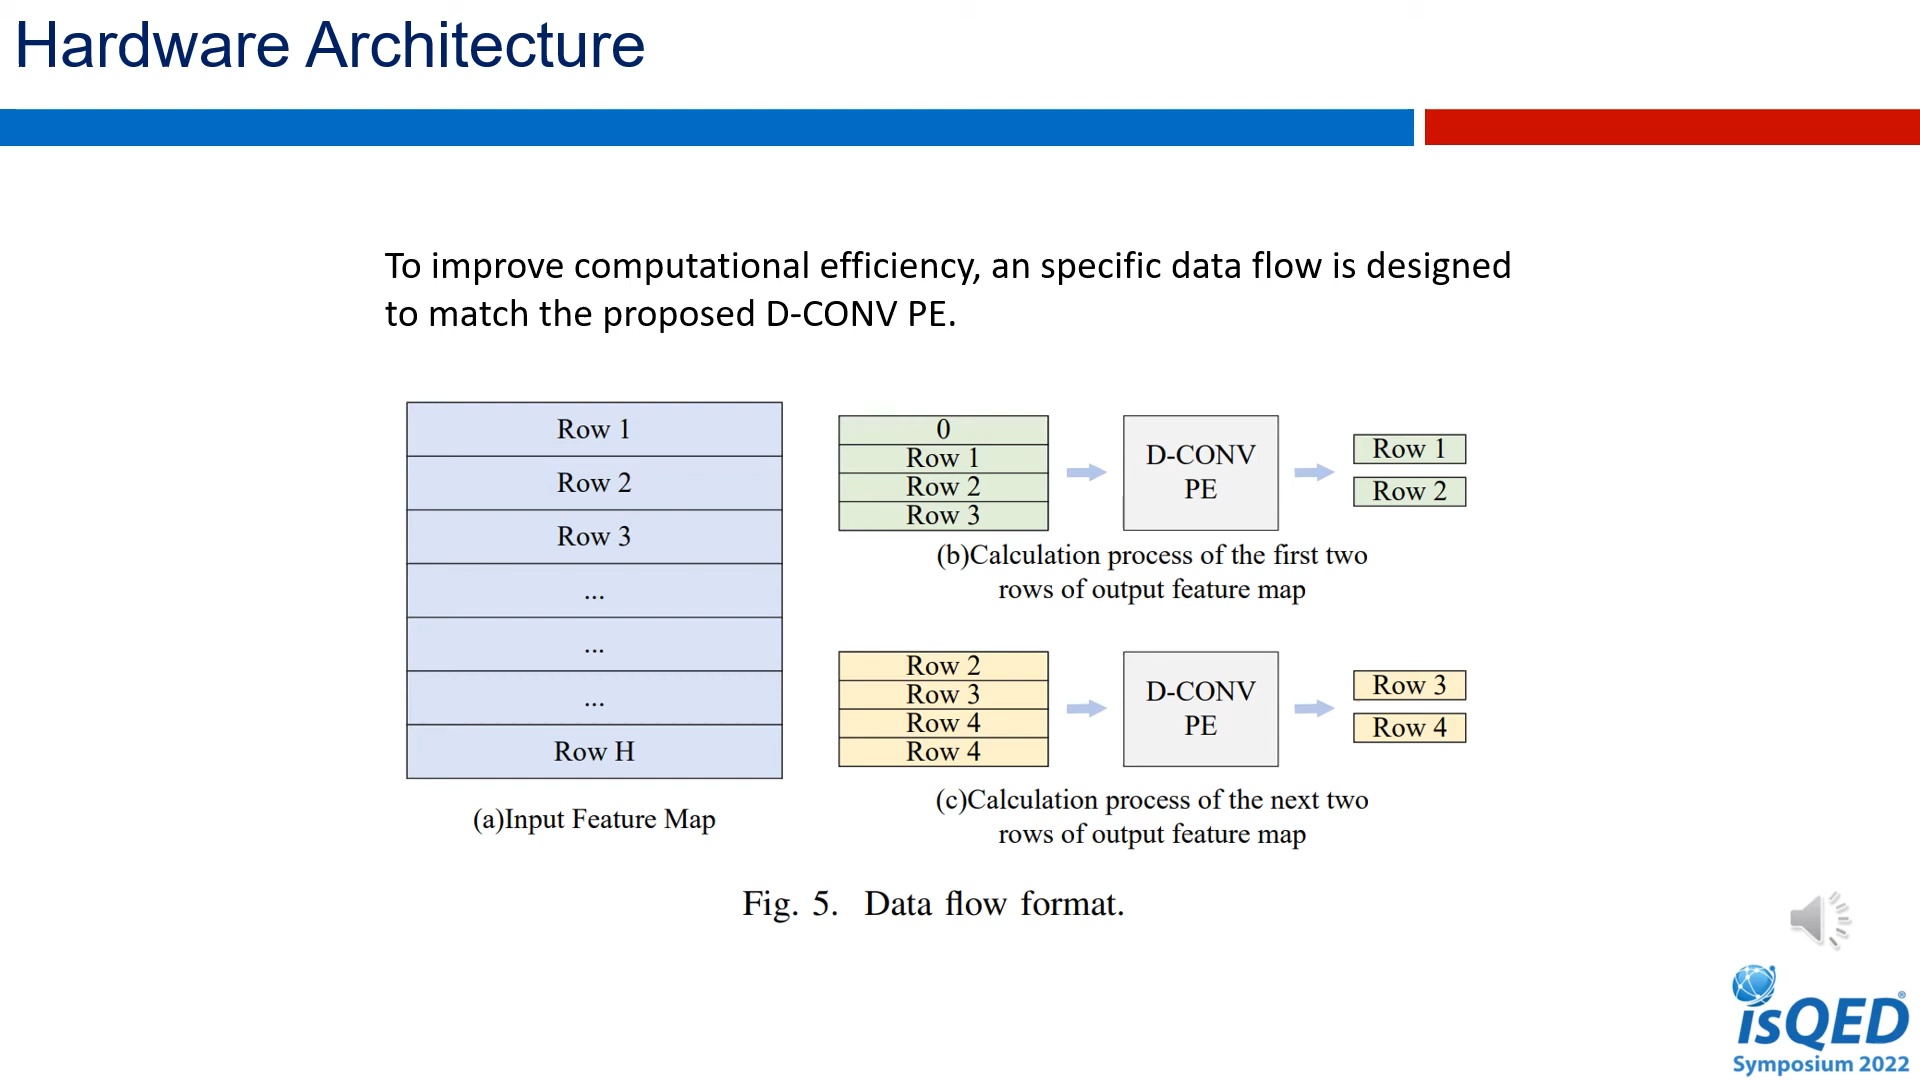 Hardware Architecture
To improve computational efficiency, an specific data flow is designed
to match the proposed D-CONV PE.
Row 1
Row 2
Row 3
...
...
...
Row H
(a)Input Feature Map
0
Row 1
Row 2
Row 3
D-CONV
PE
Row 1
Row 2
(b)Calculation process of the first two
rows of output feature map
Row 2
Row 3
Row 4
Row 4
D-CONV
PE
Row 3
Row 4
(c)Calculation process of the next two
rows of output feature map
Fig. 5. Data flow format.
isQED®
Symposium 2022